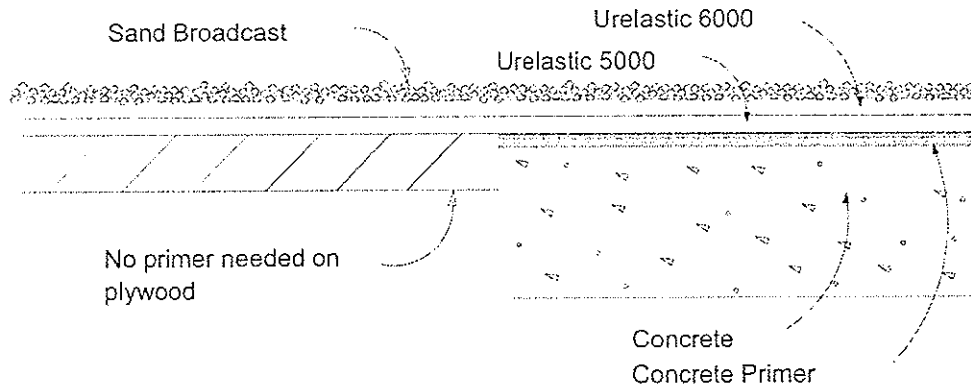 Urelastic 6000
Sand Broadcast
Urelastic 5000
No primer needed on
plywood
Concrete
Concrete Primer